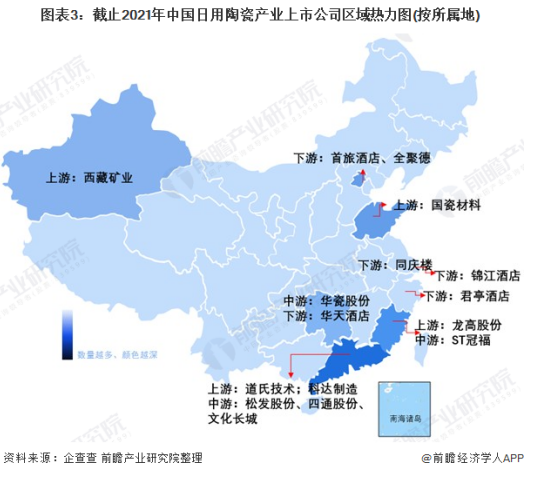 图表3：截止2021年中国日用陶瓷产业上市公司区域热力图(按所属地)
下游：首旅酒店、全聚德
上游：西藏矿业
上游：国瓷材料
下游：同庆楼
下游：锦江酒店
下游：君亭酒店
中游：华瓷股份
下游：华天酒店
上游：龙高股份
中游：ST冠福
数量越多，颜色越深
上游：道氏技术；科达制造
中游：松发股份、四通股份、
文化长城
南海诸岛
资料来源：企查查 前瞻产业研究院整理
@前瞻经济学人APP
前瞻产业研究院